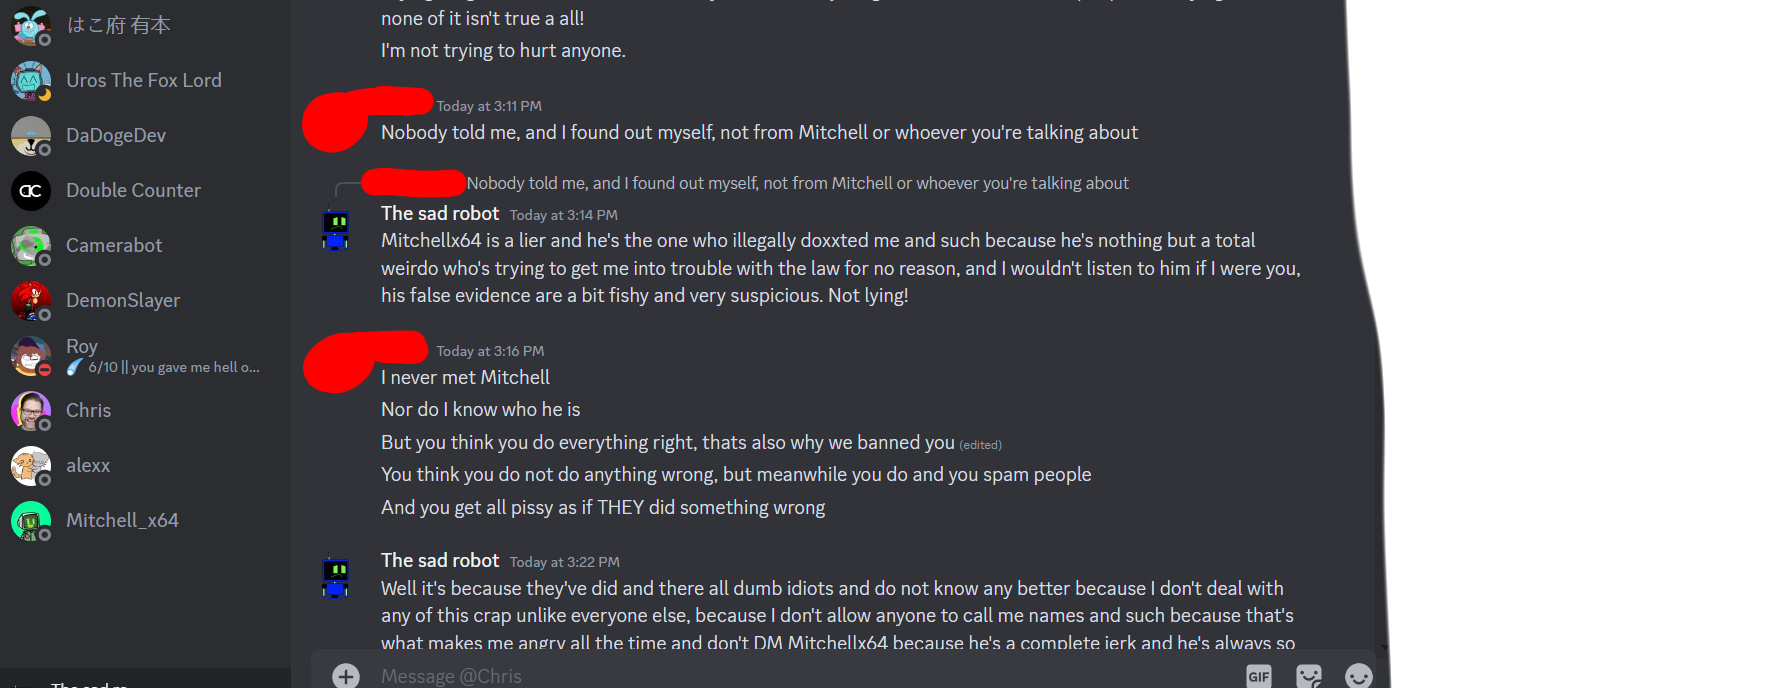 はこ府 有本
Uros The Fox Lord
DaDogeDev
Double Counter
Camerabot
DemonSlayer
Roy
6/10 || you gave me hell o...
Chris
alexx
Mitchell_x64
none of it isn't true a all!
I'm not trying to hurt anyone.
Today at 3:11 PM
Nobody told me, and I found out myself, not from Mitchell or whoever you're talking about
Nobody told me, and I found out myself, not from Mitchell or whoever you're talking about
The sad robot Today at 3:14 PM
Mitchellx64 is a lier and he's the one who illegally doxxted me and such because he's nothing but a total
weirdo who's trying to get me into trouble with the law for no reason, and I wouldn't listen to him if I were you,
his false evidence are a bit fishy and very suspicious. Not lying!
Today at 3:16 PM
I never met Mitchell
Nor do I know who he is
But you think you do everything right, thats also why we banned you (edited)
You think you do not do anything wrong, but meanwhile you do and you spam people
And you get all pissy as if THEY did something wrong
The sad robot Today at 3:22 PM
Well it's because they've did and there all dumb idiots and do not know any better because I don't deal with
any of this crap unlike everyone else, because I don't allow anyone to call me names and such because that's
what makes me angry all the time and don't DM Mitchellx64 because he's a complete jerk and he's always so
Message @Chris
GIF